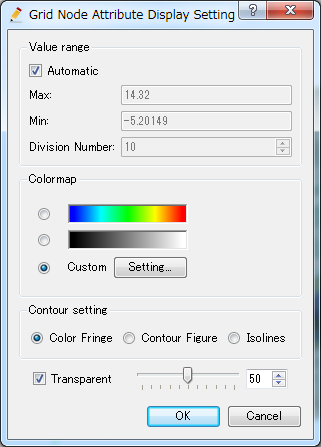 Grid Node Attribute Display Setting
Value range
Automatic
Max: 14.32
Min: -5.20149
Division Number: 10
Colormap
Custom Setting...
Contour setting
Color Fringe Contour Figure Isolines
Transparent 50
OK Cancel